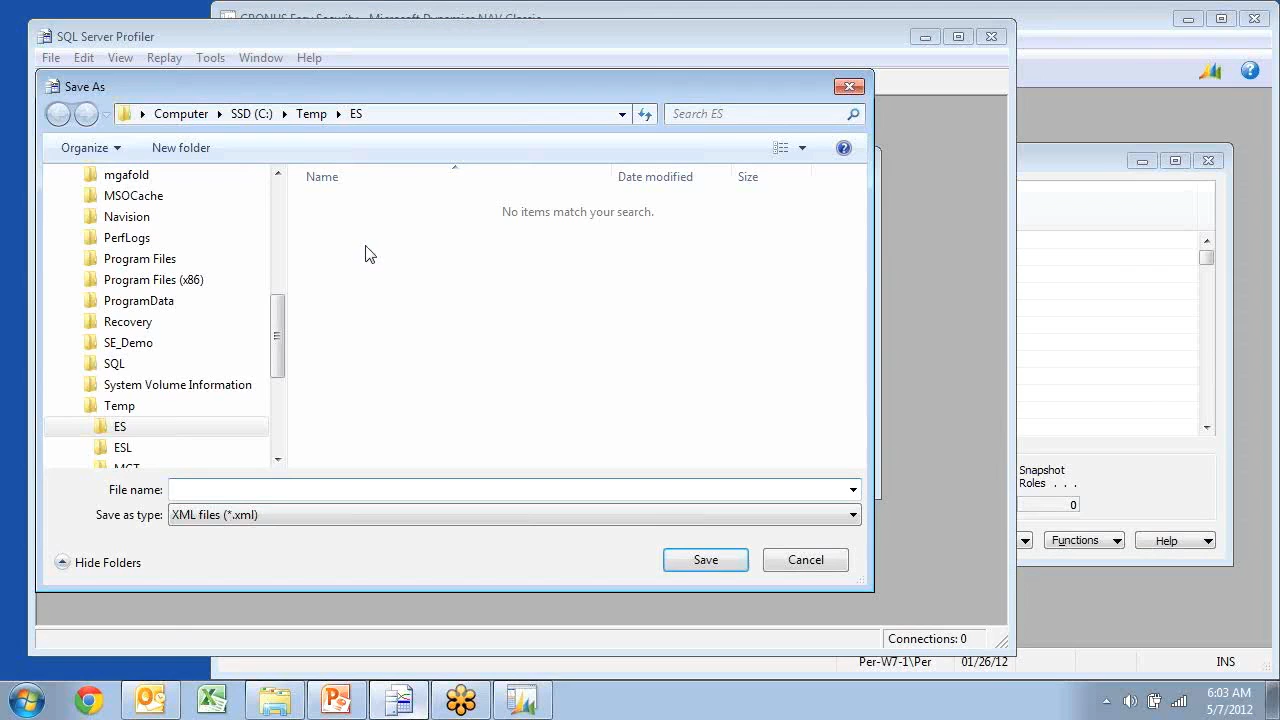 CRONUS Easy Security - Microsoft Dynamics NAV Classic
SQL Server Profiler
File Edit View Replay Tools Window Help
Save As
Computer SSD (C:) Temp ES
Search ES
Organize New folder
Name Date modified Size
No items match your search.
mgafold
MSOCache
Navision
PerfLogs
Program Files
Program Files (x86)
ProgramData
Recovery
SE_Demo
SQL
System Volume Information
Temp
ES
ESL
MCT
File name:
Save as type: XML files (*.xml)
Hide Folders
Save Cancel
Snapshot
Roles . . .
0
Functions Help
Connections: 0
Per-W7-1\Per 01/26/12 INS
6:03 AM
5/7/2012